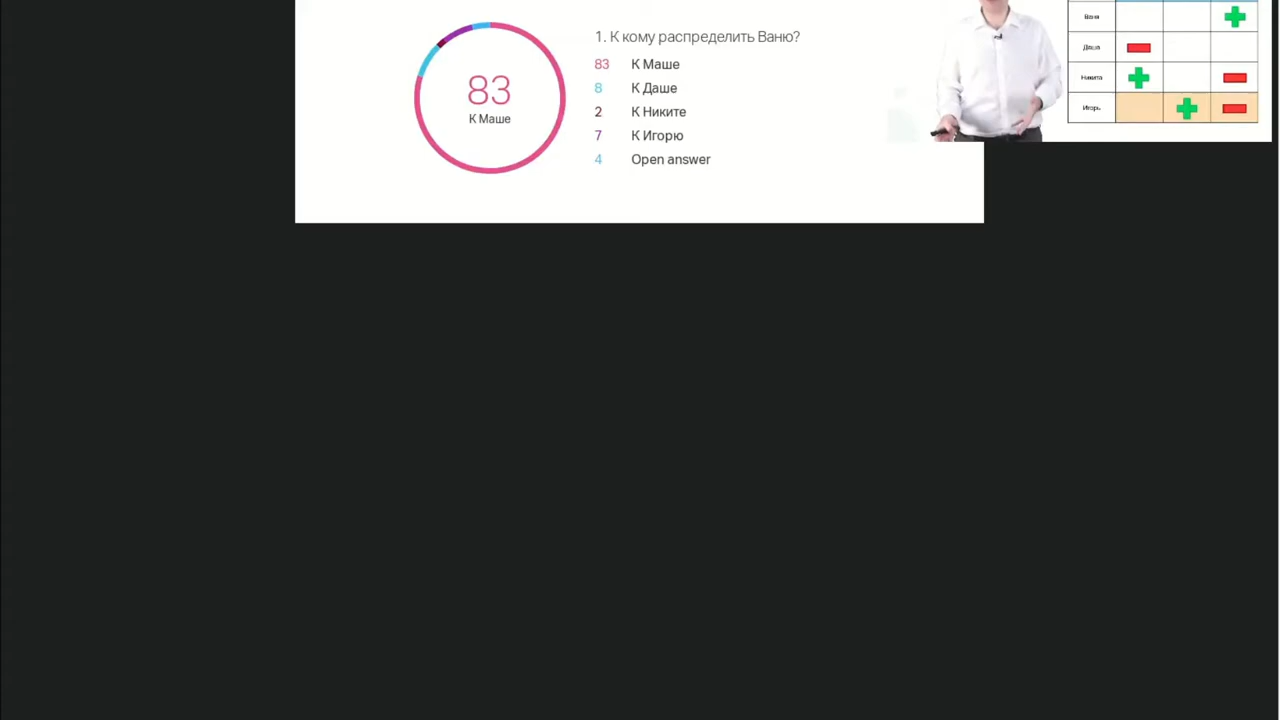 83
К Маше
1. К кому распределить Ваню?
83 К Маше
8 К Даше
2 К Никите
7 К Игорю
4 Open answer
Ваня
Даша
Никита
Игорь